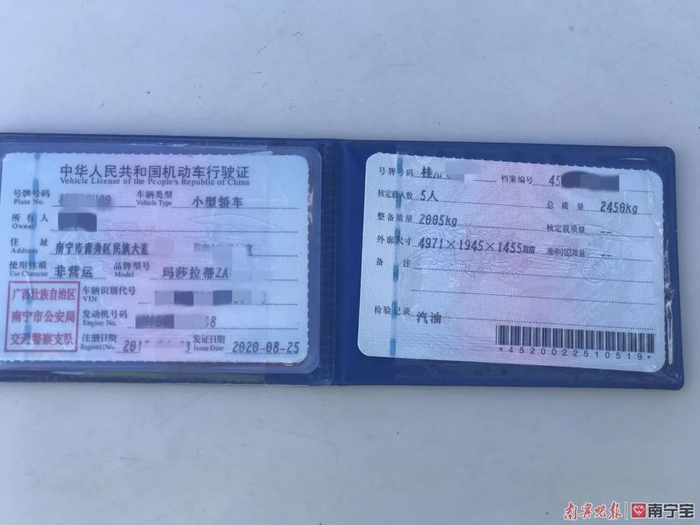 中华人民共和国机动车行驶证
Vehicle License of the People's Republic of China
号牌号码
Plate No.
车辆类型
Vehicle Type
小型轿车
所有人
Owner
住址
Address
南宁市青秀区民族大道
使用性质
Use Character
非营运
品牌型号
Model
玛莎拉蒂ZA
广西壮族自治区
南宁市公安局
交通警察支队
车辆识别代号
VIN
发动机号码
Engine No.
8
注册日期
201
3
发证日期
Issue Date
2020-08-25
号牌号码
桂
档案编号
45
核定载人数
5人
总质量
2450kg
整备质量
2005kg
核定载质量
--
外廓尺寸
4971×1945×1455mm
准牵引总质量
--
备注
检验记录
汽油
*4520022510519*
南宁晚报
南宁宝